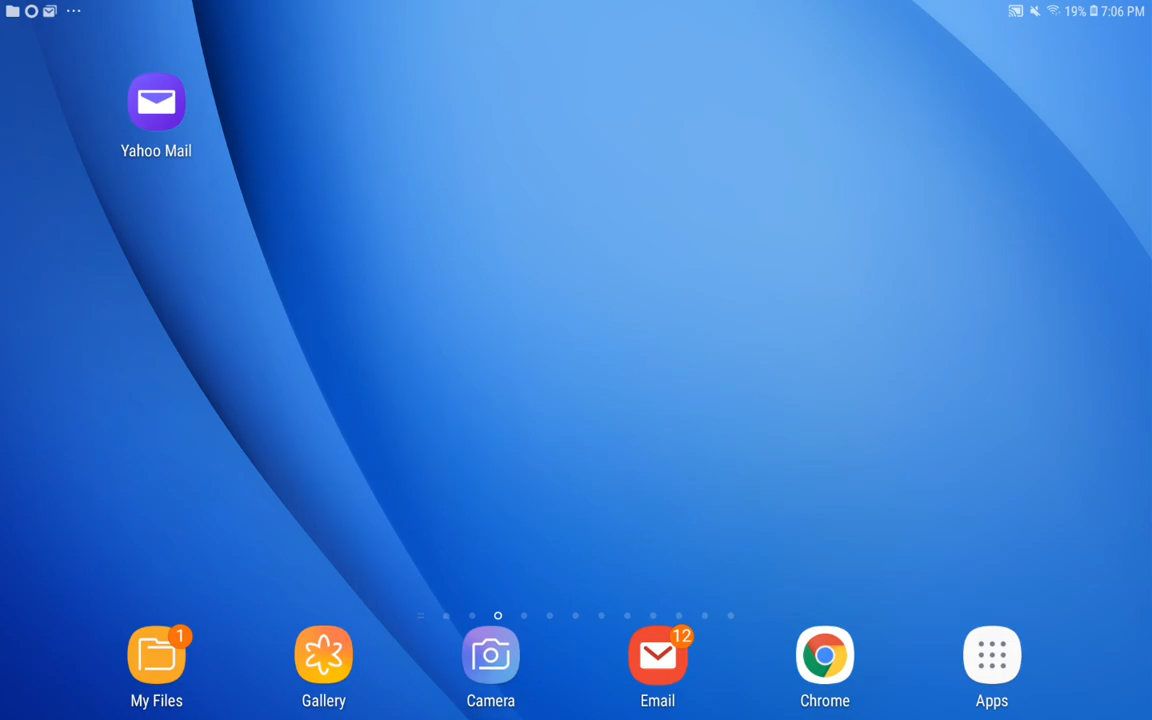 19% 7:06 PM
Yahoo Mail
1
12
My Files
Gallery
Camera
Email
Chrome
Apps